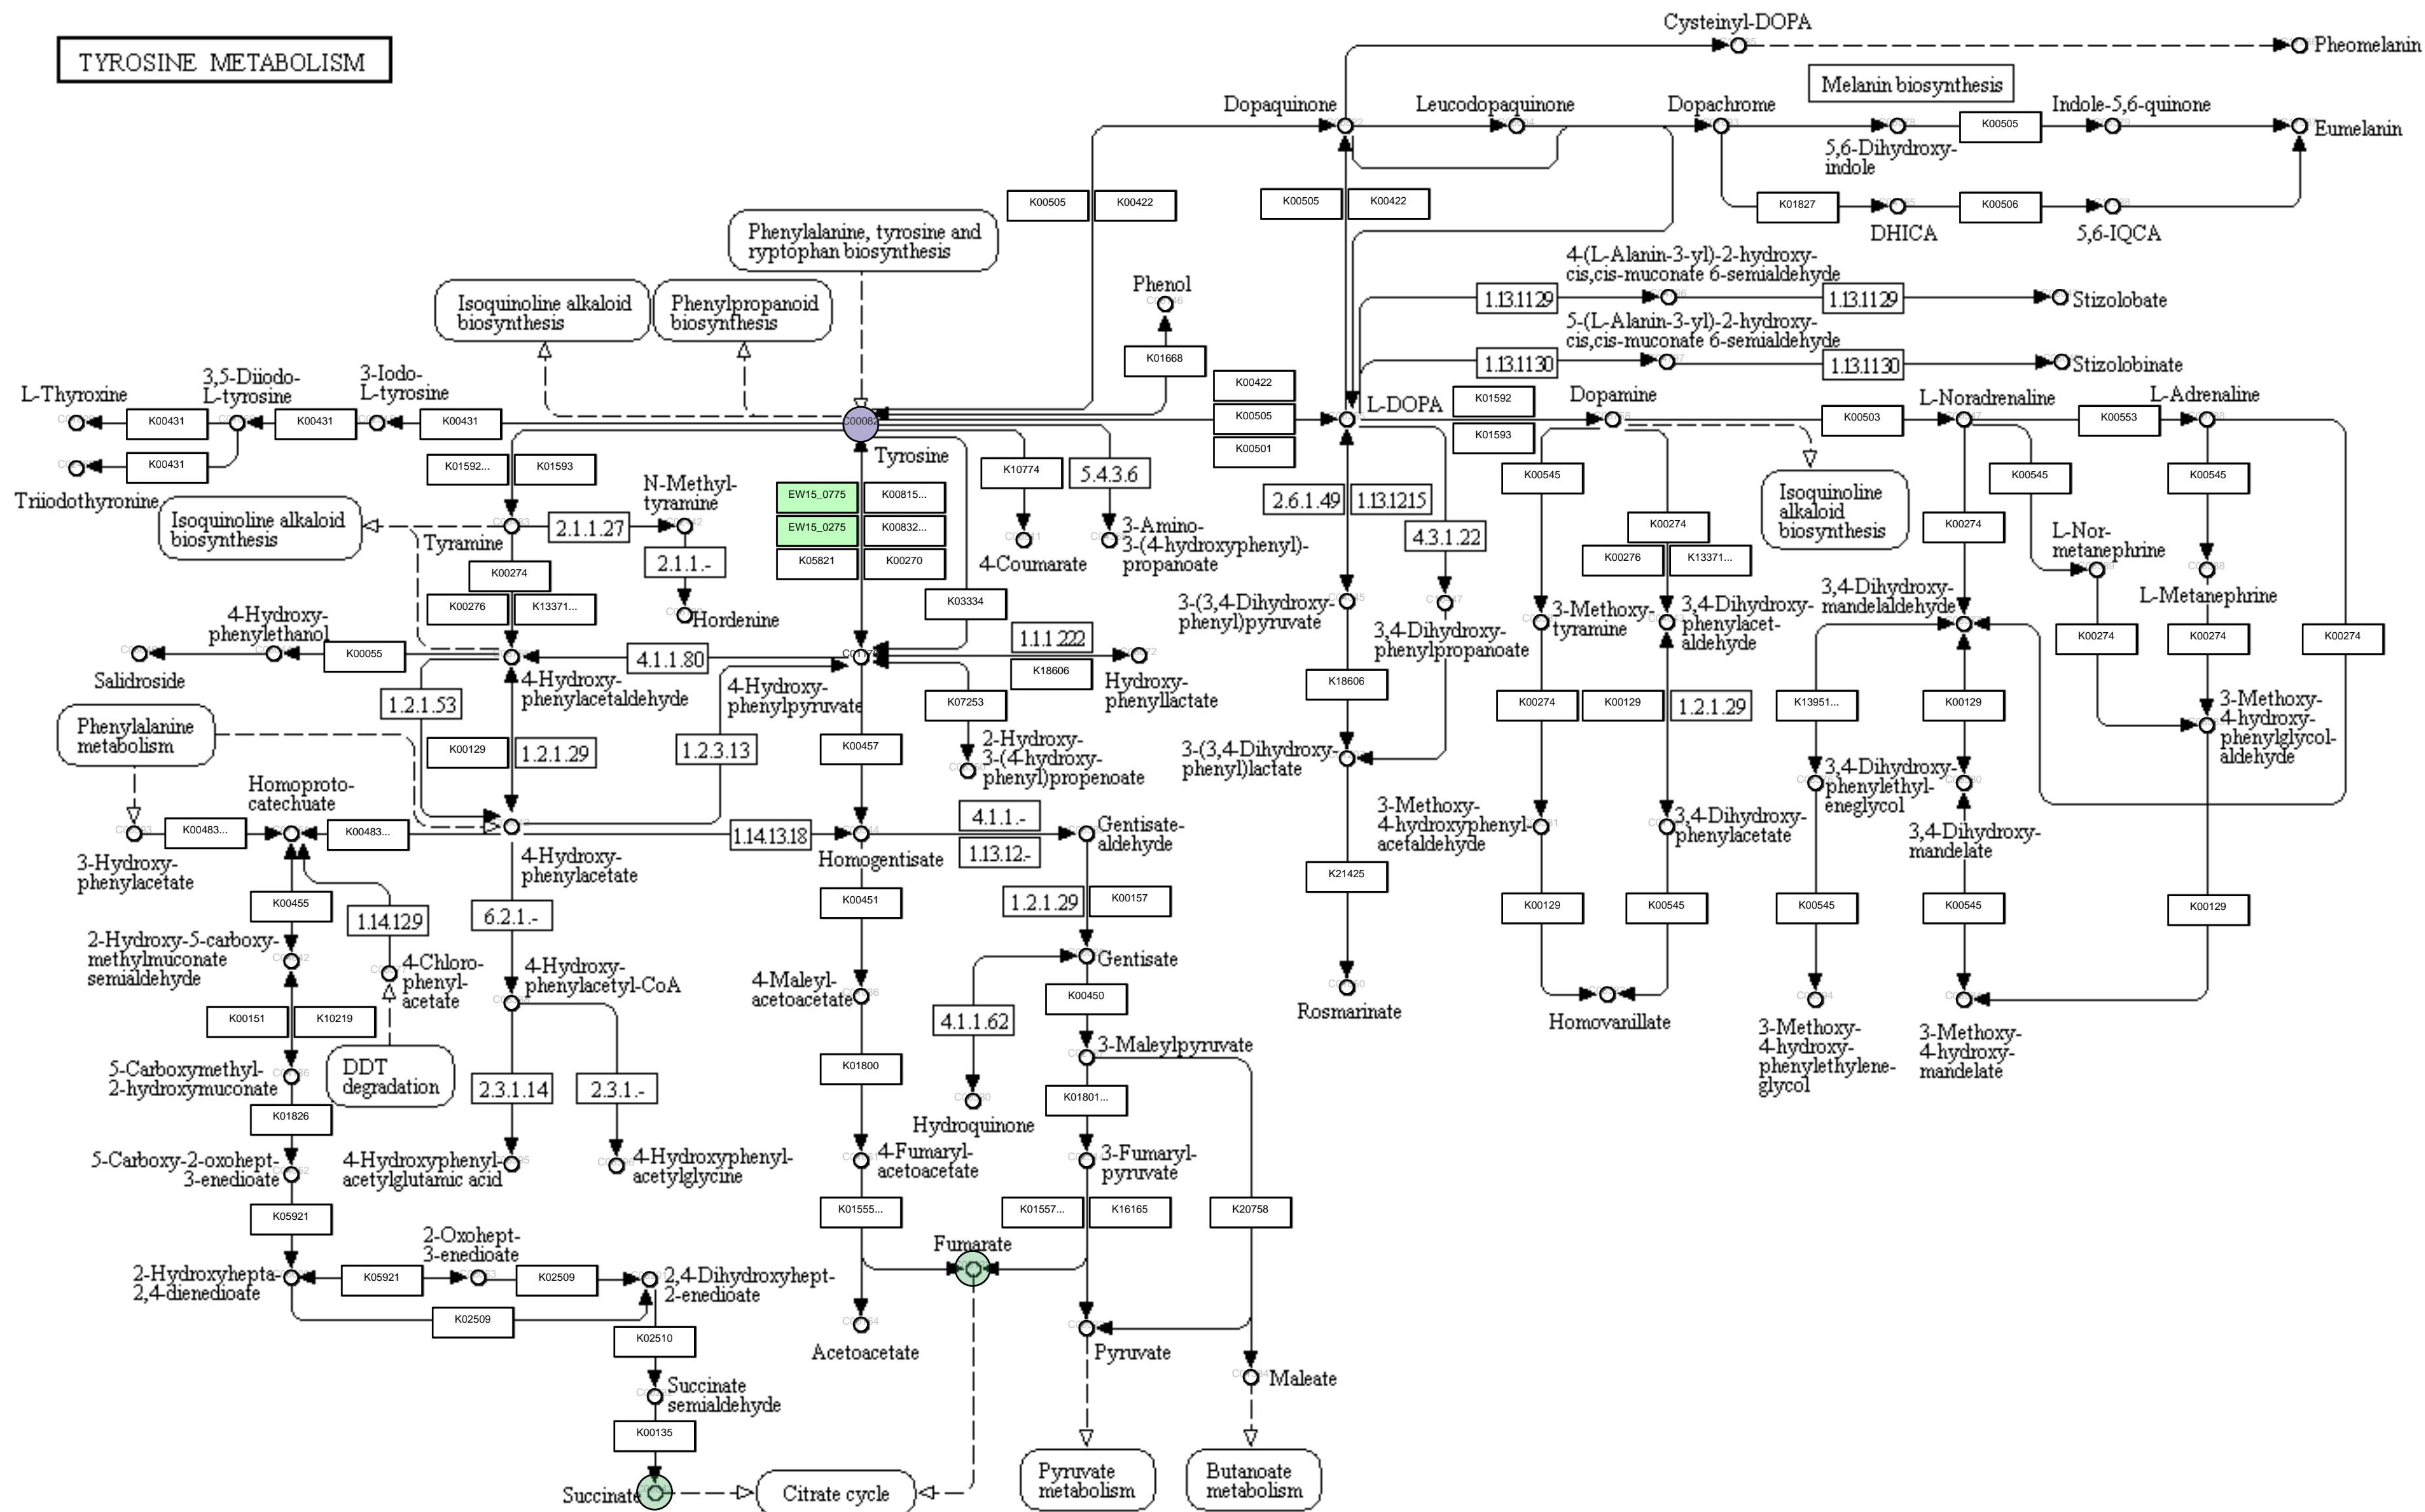 TYROSINE METABOLISM
Cysteinyl-DOPA
Pheomelanin
Melanin biosynthesis
Dopaquinone
Leucodopaquinone
Dopachrome
Indole-5,6-quinone
K00505
Eumelanin
5,6-Dihydroxy-
indole
K00505
K00422
K00505
K00422
K01827
K00506
DHICA
5,6-IQCA
Phenylalanine, tyrosine and
ryptophan biosynthesis
Isoquinoline alkaloid
biosynthesis
Phenylpropanoid
biosynthesis
Phenol
K01668
4-(L-Alanin-3-yl)-2-hydroxy-
cis,cis-muconate 6-semialdehyde
1.13.1129
1.13.1129
Stizolobate
5-(L-Alanin-3-yl)-2-hydroxy-
cis,cis-muconate 6-semialdehyde
1.13.1130
1.13.1130
Stizolobinate
L-Thyroxine
3,5-Diiodo-
L-tyrosine
3-Iodo-
L-tyrosine
K00431
K00431
K00431
K00431
Triiodothyronine
C00082
Tyrosine
K00422
K00505
K00501
L-DOPA
K01592
K01593
Dopamine
K00503
L-Noradrenaline
K00553
L-Adrenaline
K01592...
K01593
N-Methyl-
tyramine
Isoquinoline alkaloid
biosynthesis
Tyramine
2.1.1.27
2.1.1.-
Hordenine
K00274
K00276
K13371...
EW15_0775
K00815...
EW15_0275
K00832...
K05821
K00270
K10774
4-Coumarate
5.4.3.6
3-Amino-
3-(4-hydroxyphenyl)-
propanoate
K03334
2.6.1.49
1.13.1215
4.3.1.22
K00545
K00274
K00276
K13371...
Isoquinoline
alkaloid
biosynthesis
K00545
K00274
K00545
L-Nor-
metanephrine
L-Metanephrine
K00274
K00274
K00274
4-Hydroxy-
phenylethanol
K00055
Salidroside
4-Hydroxy-
phenylacetaldehyde
4.1.1.80
4-Hydroxy-
phenylpyruvate
1.1.1.222
K18606
Hydroxy-
phenyllactate
3-(3,4-Dihydroxy-
phenyl)pyruvate
3,4-Dihydroxy-
phenylpropanoate
3-Methoxy-
tyramine
3,4-Dihydroxy-
phenylacet-
aldehyde
3,4-Dihydroxy-
mandelaldehyde
K18606
K00274
K00129
1.2.1.29
K13951...
K00129
3-Methoxy-
4-hydroxy-
phenylglycol-
aldehyde
Phenylalanine
metabolism
1.2.1.53
K00129
1.2.1.29
1.2.3.13
K00457
K07253
2-Hydroxy-
3-(4-hydroxy-
phenyl)propenoate
3-(3,4-Dihydroxy-
phenyl)lactate
3-Methoxy-
4-hydroxyphenyl-
acetaldehyde
3,4-Dihydroxy-
phenylacetate
3,4-Dihydroxy-
phenylethyl-
eneglycol
3,4-Dihydroxy-
mandelate
Homoproto-
catechuate
K00483...
K00483...
3-Hydroxy-
phenylacetate
4-Hydroxy-
phenylacetate
1.14.13.18
Homogentisate
4.1.1.-
1.13.12.-
Gentisate-
aldehyde
K00455
1.14.129
6.2.1.-
K00451
1.2.1.29
K00157
K21425
K00129
K00545
K00545
K00545
K00129
2-Hydroxy-5-carboxy-
methylmuconate
semialdehyde
4-Chloro-
phenyl-
acetate
4-Hydroxy-
phenylacetyl-CoA
4-Maleyl-
acetoacetate
Gentisate
K00450
4.1.1.62
Hydroquinone
Rosmarinate
Homovanillate
3-Methoxy-
4-hydroxy-
phenylethylene-
glycol
3-Methoxy-
4-hydroxy-
mandelate
K00151
K10219
DDT
degradation
5-Carboxymethyl-
2-hydroxymuconate
2.3.1.14
2.3.1.-
K01800
3-Maleylpyruvate
K01801...
K01826
5-Carboxy-2-oxohept-
3-enedioate
4-Hydroxyphenyl-
acetylglutamic acid
4-Hydroxyphenyl-
acetylglycine
4-Fumaryl-
acetoacetate
3-Fumaryl-
pyruvate
K05921
K01555...
K01557...
K16165
K20758
2-Oxohept-
3-enedioate
Fumarate
2-Hydroxyhepta-
2,4-dienedioate
K05921
K02509
2,4-Dihydroxyhept-
2-enedioate
K02509
K02510
Acetoacetate
Pyruvate
Maleate
Succinate
semialdehyde
K00135
Succinate
Citrate cycle
Pyruvate
metabolism
Butanoate
metabolism